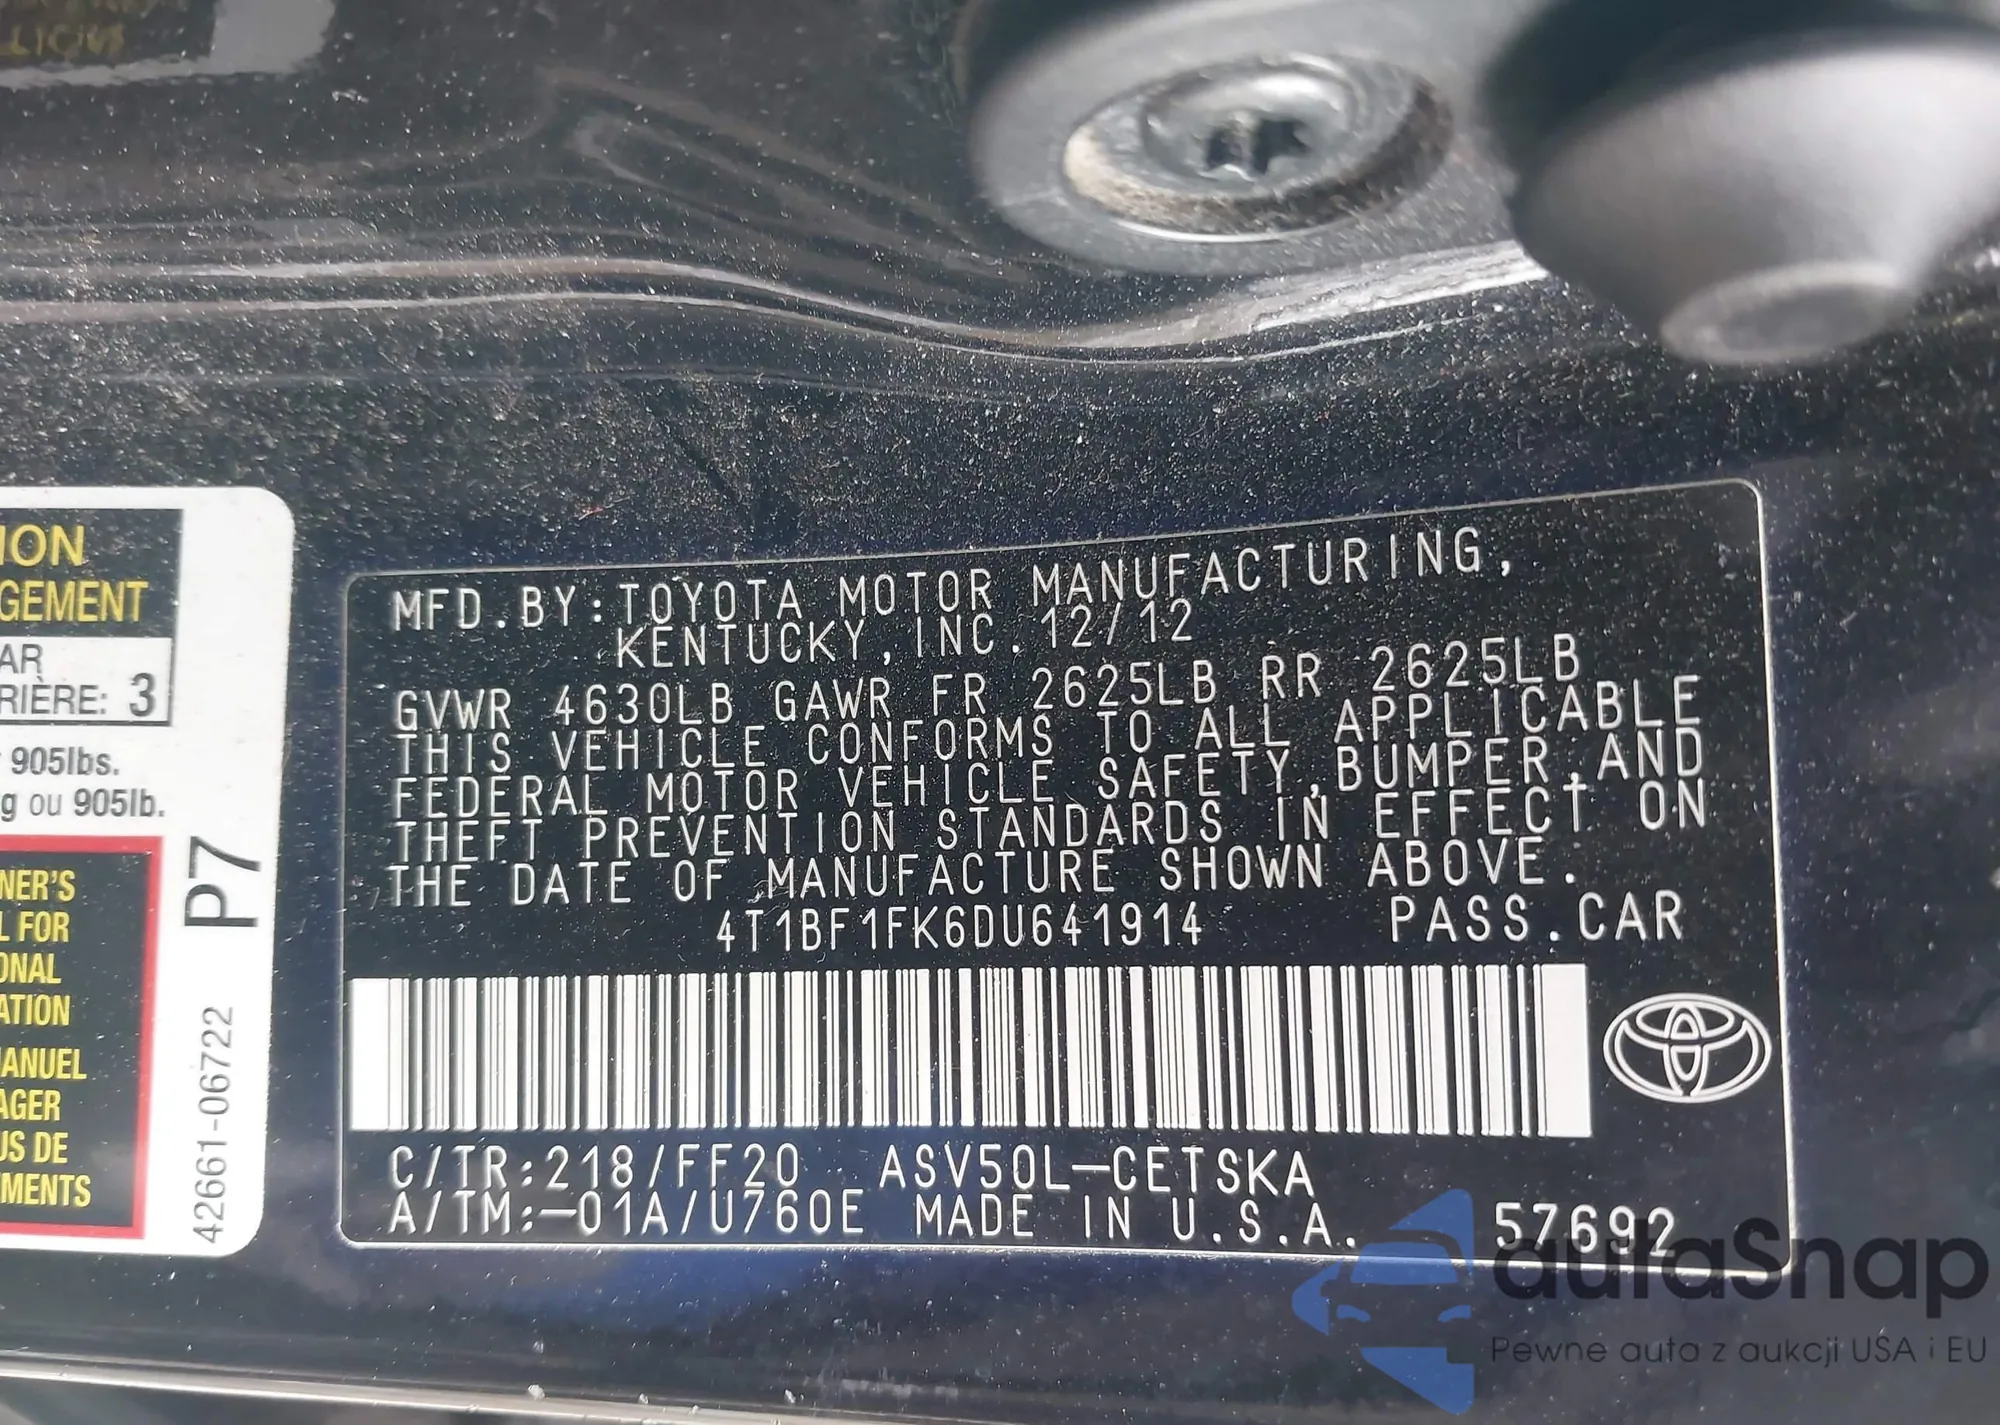 ION
GEMENT
AR
RIÈRE: 3
905lbs.
g ou 905lb.
NER'S
L FOR
ONAL
ATION
ANUEL
AGER
US DE
MENTS
P7
42661-06722
MFD.BY:TOYOTA MOTOR MANUFACTURING,
KENTUCKY,INC.12/12
GVWR 4630LB GAWR FR 2625LB RR 2625LB
THIS VEHICLE CONFORMS TO ALL APPLICABLE
FEDERAL MOTOR VEHICLE SAFETY,BUMPER,AND
THEFT PREVENTION STANDARDS IN EFFECT ON
THE DATE OF MANUFACTURE SHOWN ABOVE.
4T1BF1FK6DU641914 PASS.CAR
C/TR:218/FF20 ASV50L-CETSKA
A/TM:-01A/U760E MADE IN U.S.A. 57692
autaSnap
Pewne auta z aukcji USA i EU